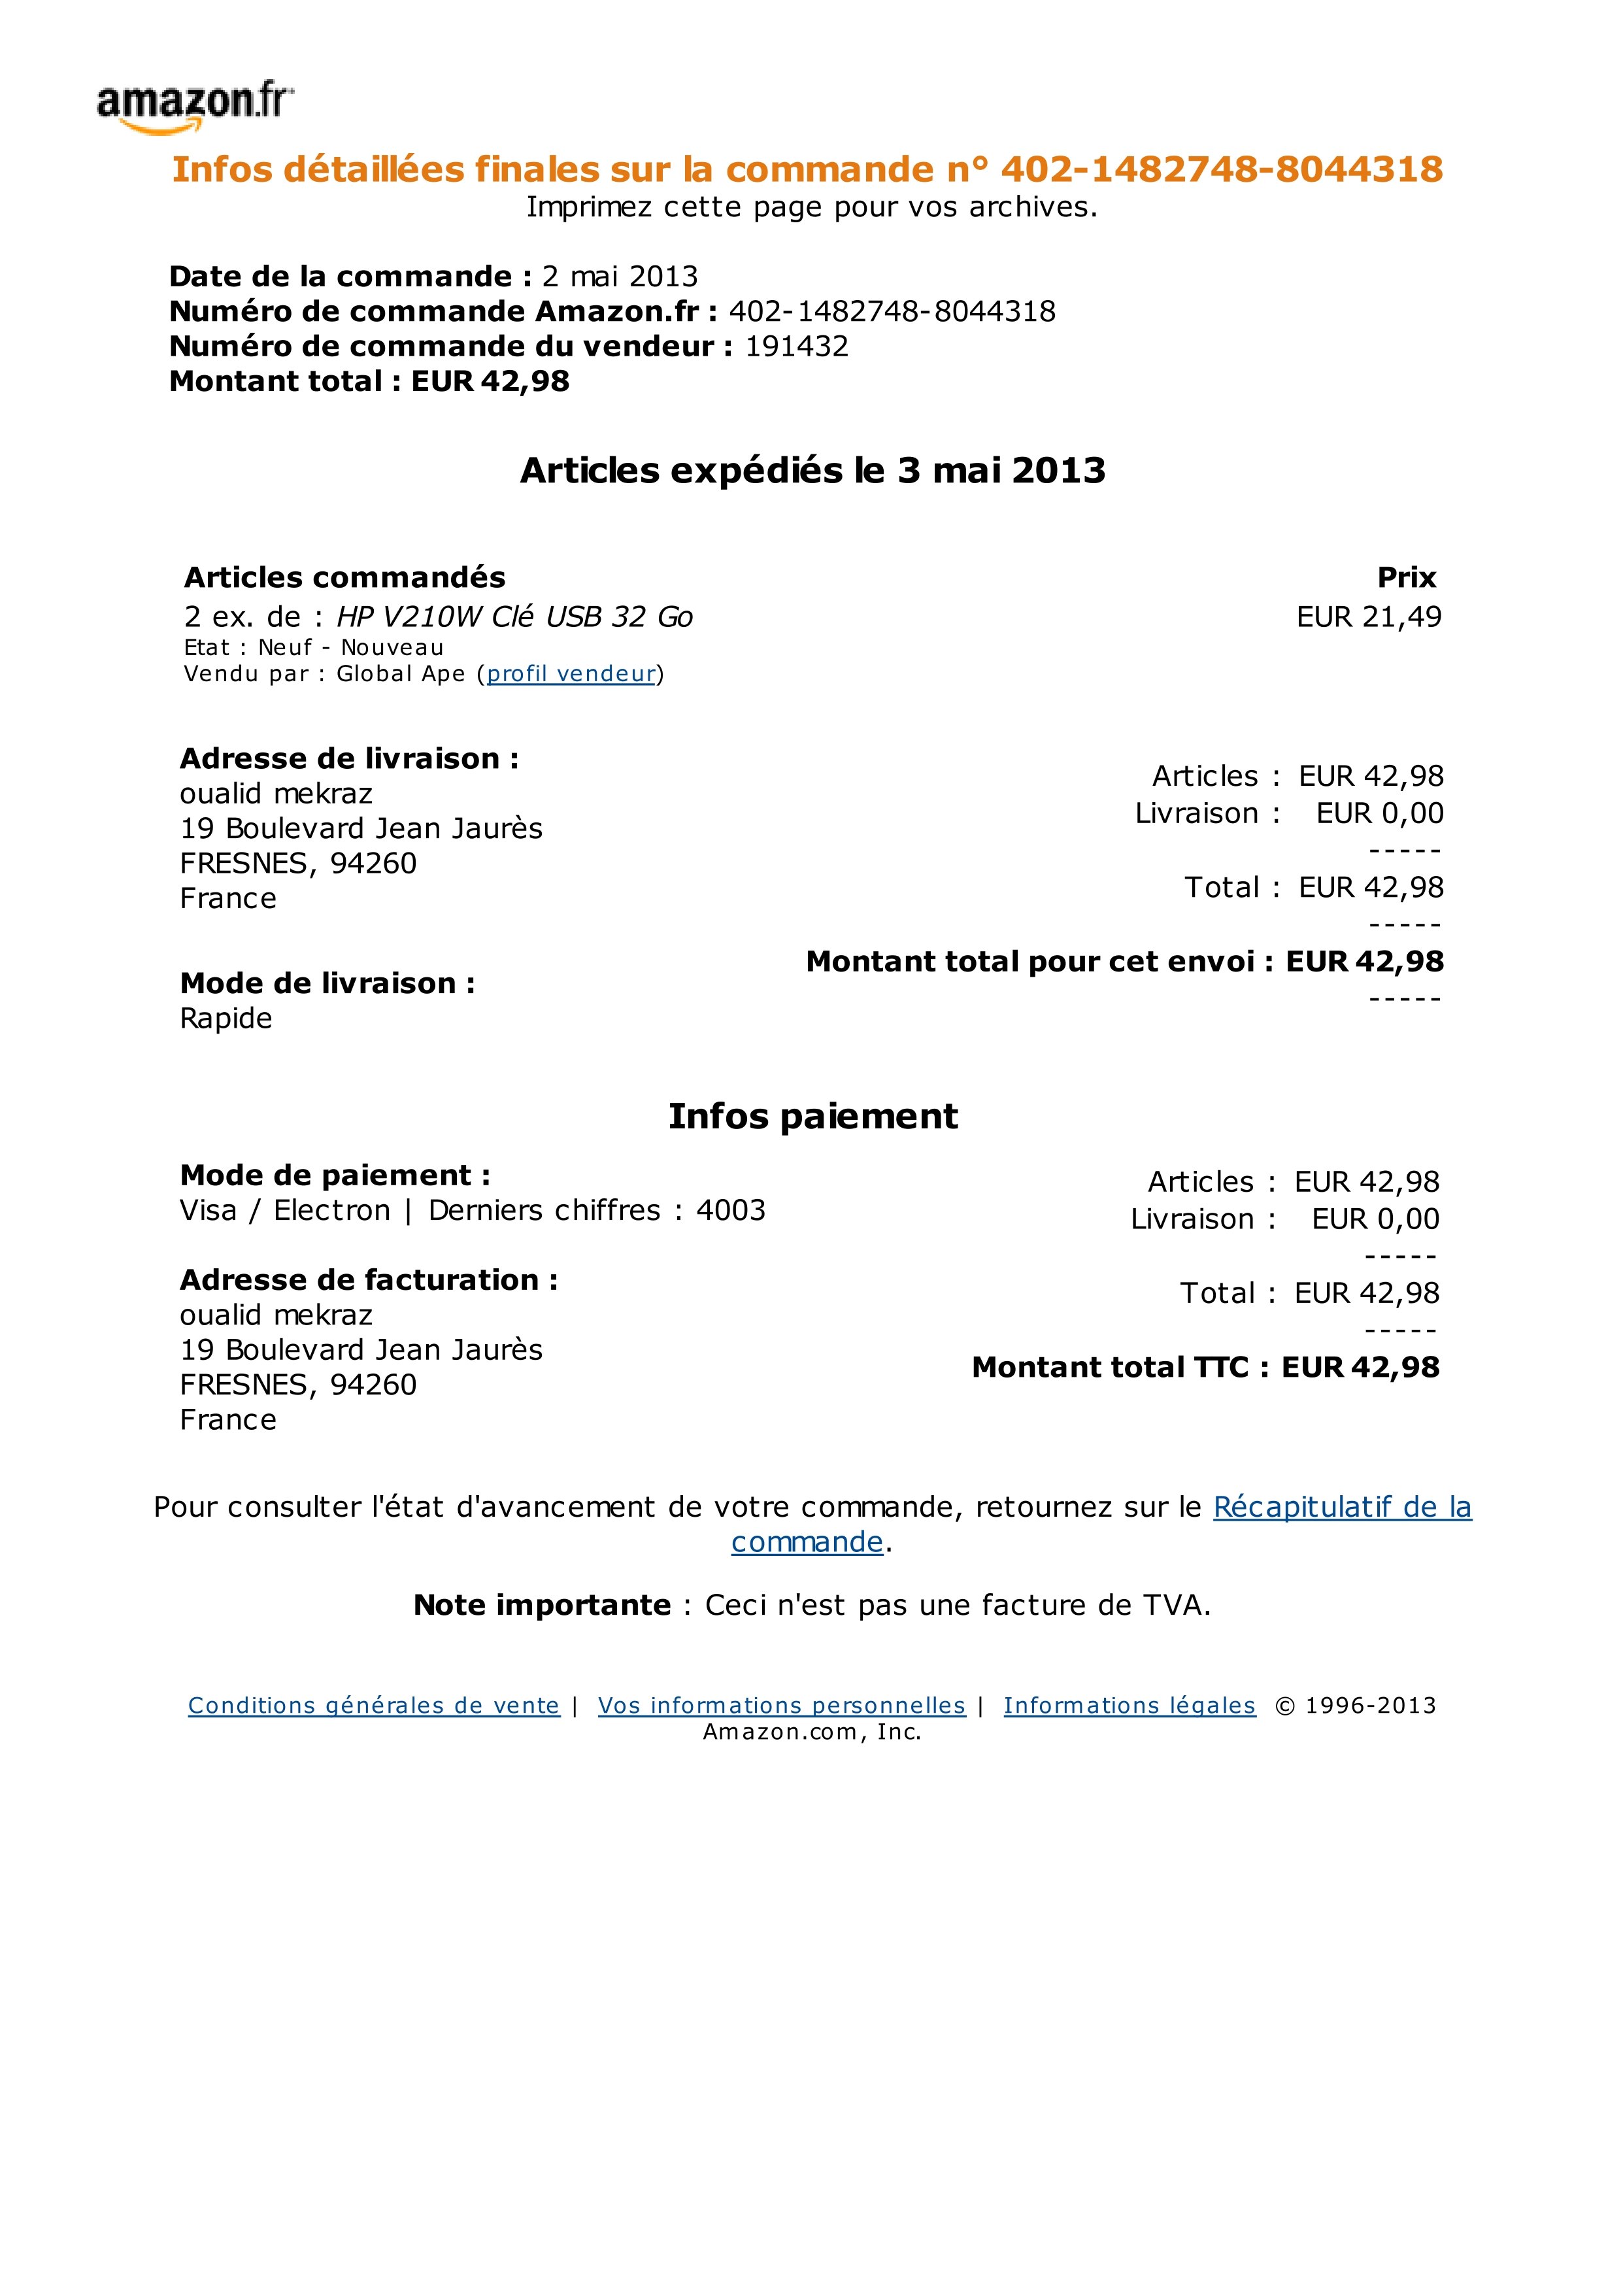 amazon.fr
Infos détaillées finales sur la commande n° 402-1482748-8044318
Imprimez cette page pour vos archives.
Date de la commande : 2 mai 2013
Numéro de commande Amazon.fr : 402-1482748-8044318
Numéro de commande du vendeur : 191432
Montant total : EUR 42,98
Articles expédiés le 3 mai 2013
Articles commandés Prix
2 ex. de : HP V210W Clé USB 32 Go EUR 21,49
Etat : Neuf - Nouveau
Vendu par : Global Ape (profil vendeur)
Adresse de livraison :
oualid mekraz
19 Boulevard Jean Jaurès
FRESNES, 94260
France
Mode de livraison :
Rapide
Articles : EUR 42,98
Livraison : EUR 0,00
-----
Total : EUR 42,98
-----
Montant total pour cet envoi : EUR 42,98
-----
Infos paiement
Mode de paiement :
Visa / Electron | Derniers chiffres : 4003
Adresse de facturation :
oualid mekraz
19 Boulevard Jean Jaurès
FRESNES, 94260
France
Articles : EUR 42,98
Livraison : EUR 0,00
-----
Total : EUR 42,98
-----
Montant total TTC : EUR 42,98
Pour consulter l'état d'avancement de votre commande, retournez sur le Récapitulatif de la
commande.
Note importante : Ceci n'est pas une facture de TVA.
Conditions générales de vente | Vos informations personnelles | Informations légales © 1996-2013
Amazon.com, Inc.